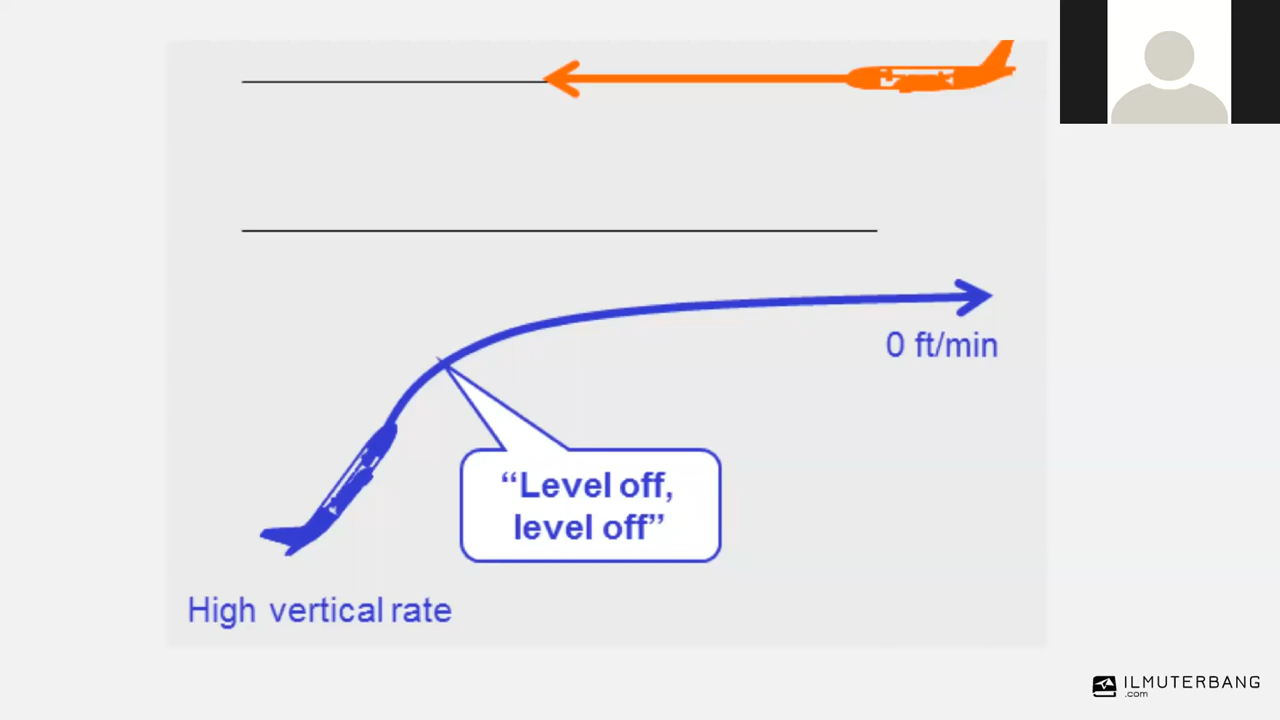 0 ft/min
“Level off,
level off”
High vertical rate
ILMUTERBANG
.com